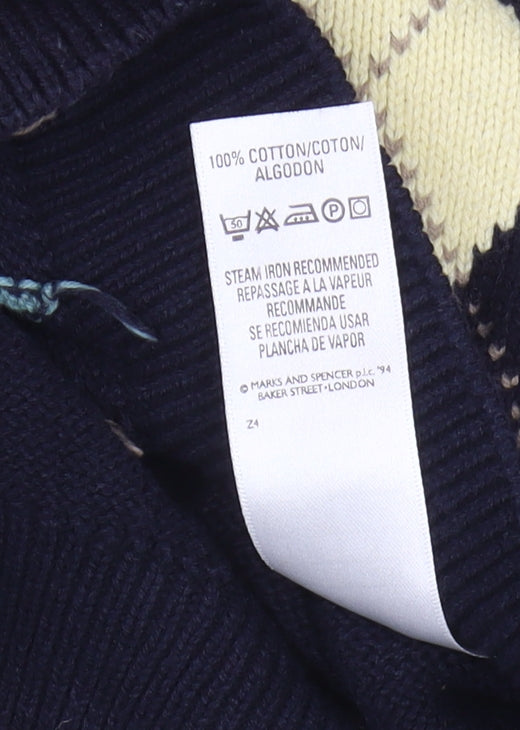 100% COTTON/COTON/
ALGODON
50 P
STEAM IRON RECOMMENDED
REPASSAGE A LA VAPEUR
RECOMMANDE
SE RECOMIENDA USAR
PLANCHA DE VAPOR
© MARKS AND SPENCER p.l.c. '94
BAKER STREET•LONDON
Z4